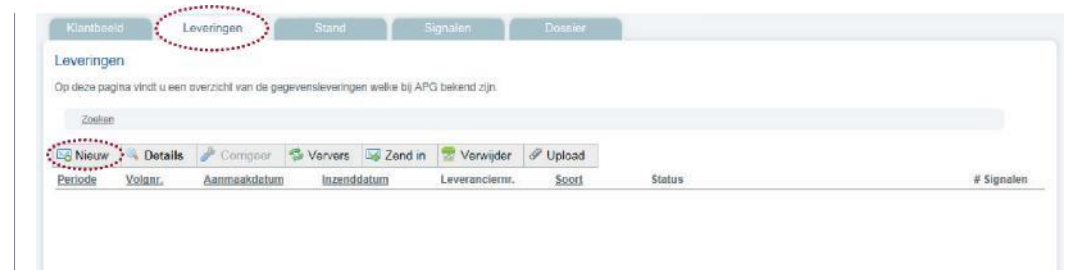 Klantbeeld Leveringen Stand Signalen Dossier
Leveringen
Op deze pagina vindt u een overzicht van de gegevensleveringen welke bij APG bekend zijn.
Zoeken
Nieuw Details Corrigeer Ververs Zend in Verwijder Upload
Periode Volgnr. Aanmaakdatum Inzenddatum Leveranciernr. Soort Status # Signalen